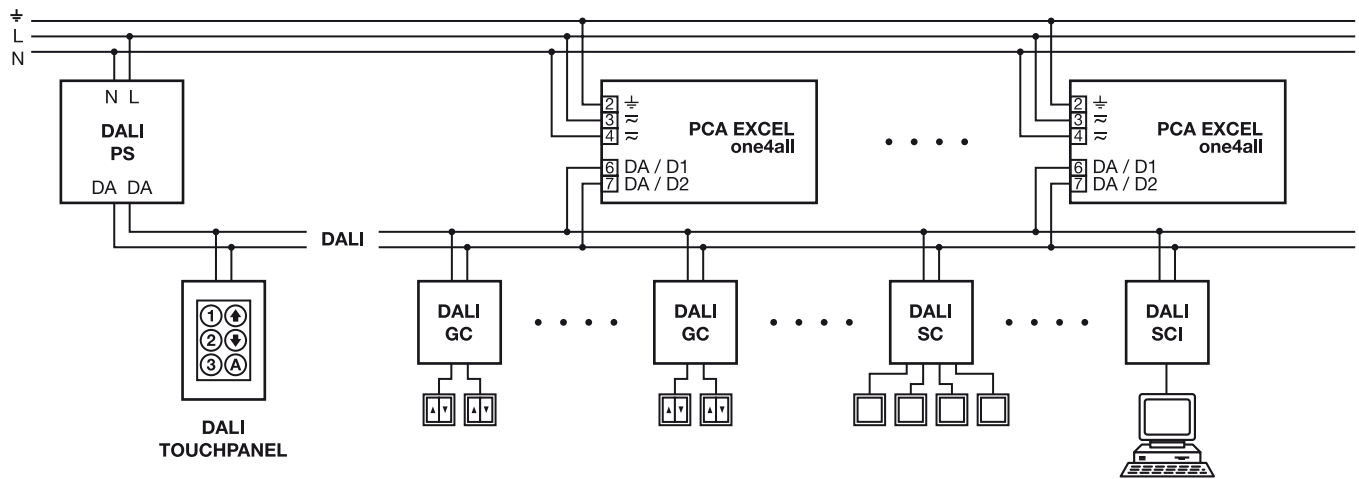 ⏚
L
N
N L
DALI
PS
DA DA
2 ⏚
3 ≂
4 ≂
PCA EXCEL
one4all
6 DA / D1
7 DA / D2
2 ⏚
3 ≂
4 ≂
PCA EXCEL
one4all
6 DA / D1
7 DA / D2
DALI
1
2
3 A
DALI
TOUCHPANEL
DALI
GC
DALI
GC
DALI
SC
DALI
SCI